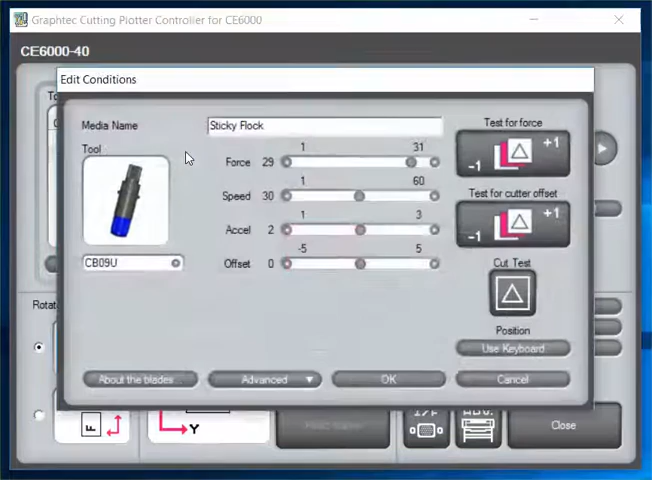 Graphtec Cutting Plotter Controller for CE6000
CE6000-40
Edit Conditions
To
Media Name
Sticky Flock
Test for force
Tool
1
31
Force
29
-1
+1
1
60
Speed
30
Test for cutter offset
1
3
Accel
2
-1
+1
-5
5
Offset
0
CB09U
Cut Test
Rotat
Position
Use Keyboard
About the blades...
Advanced
OK
Cancel
F
Y
Close